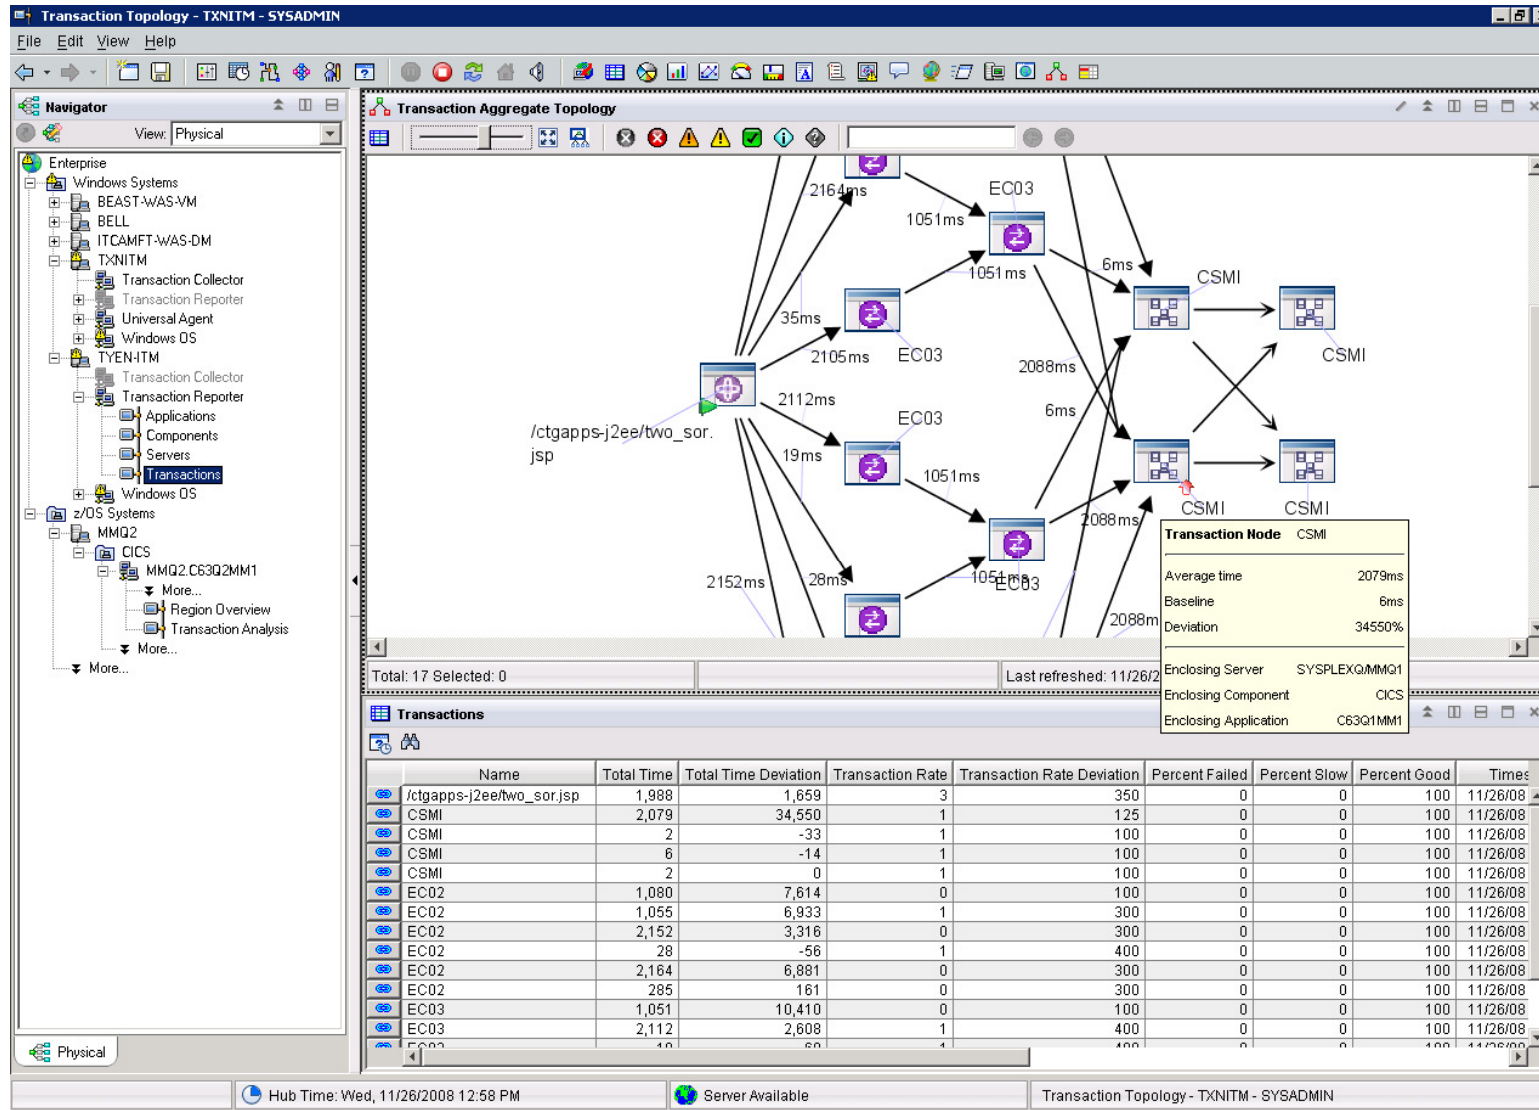 Transaction Topology - TXNITM - SYSADMIN
File Edit View Help
Navigator
View: Physical
Enterprise
Windows Systems
BEAST-WAS-VM
BELL
ITCAMFT-WAS-DM
TXNITM
Transaction Collector
Transaction Reporter
Universal Agent
Windows OS
TYEN-ITM
Transaction Collector
Transaction Reporter
Applications
Components
Servers
Transactions
Windows OS
z/OS Systems
MMQ2
CICS
MMQ2.C63Q2MM1
More...
Region Overview
Transaction Analysis
More...
More...
Physical
Transaction Aggregate Topology
2164ms
EC03
1051ms
1051ms
6ms
CSMI
35ms
2105ms
EC03
CSMI
2088ms
2112ms
6ms
EC03
/ctgapps-j2ee/two_sor.
jsp
19ms
1051ms
CSMI
CSMI
2088ms
2152ms
28ms
1051ms
EC03
2088m
Transaction Node CSMI
Average time 2079ms
Baseline 6ms
Deviation 34550%
Enclosing Server SYSPLEXQ/MMQ1
Enclosing Component CICS
Enclosing Application C63Q1MM1
Total: 17 Selected: 0
Last refreshed: 11/26/2
Transactions
Name Total Time Total Time Deviation Transaction Rate Transaction Rate Deviation Percent Failed Percent Slow Percent Good Times
/ctgapps-j2ee/two_sor.jsp 1,988 1,659 3 350 0 0 100 11/26/08
CSMI 2,079 34,550 1 125 0 0 100 11/26/08
CSMI 2 -33 1 100 0 0 100 11/26/08
CSMI 6 -14 1 100 0 0 100 11/26/08
CSMI 2 0 1 100 0 0 100 11/26/08
EC02 1,080 7,614 0 100 0 0 100 11/26/08
EC02 1,055 6,933 1 300 0 0 100 11/26/08
EC02 2,152 3,316 0 300 0 0 100 11/26/08
EC02 28 -56 1 400 0 0 100 11/26/08
EC02 2,164 6,881 0 300 0 0 100 11/26/08
EC02 285 161 0 300 0 0 100 11/26/08
EC03 1,051 10,410 0 100 0 0 100 11/26/08
EC03 2,112 2,608 1 400 0 0 100 11/26/08
Hub Time: Wed, 11/26/2008 12:58 PM
Server Available
Transaction Topology - TXNITM - SYSADMIN